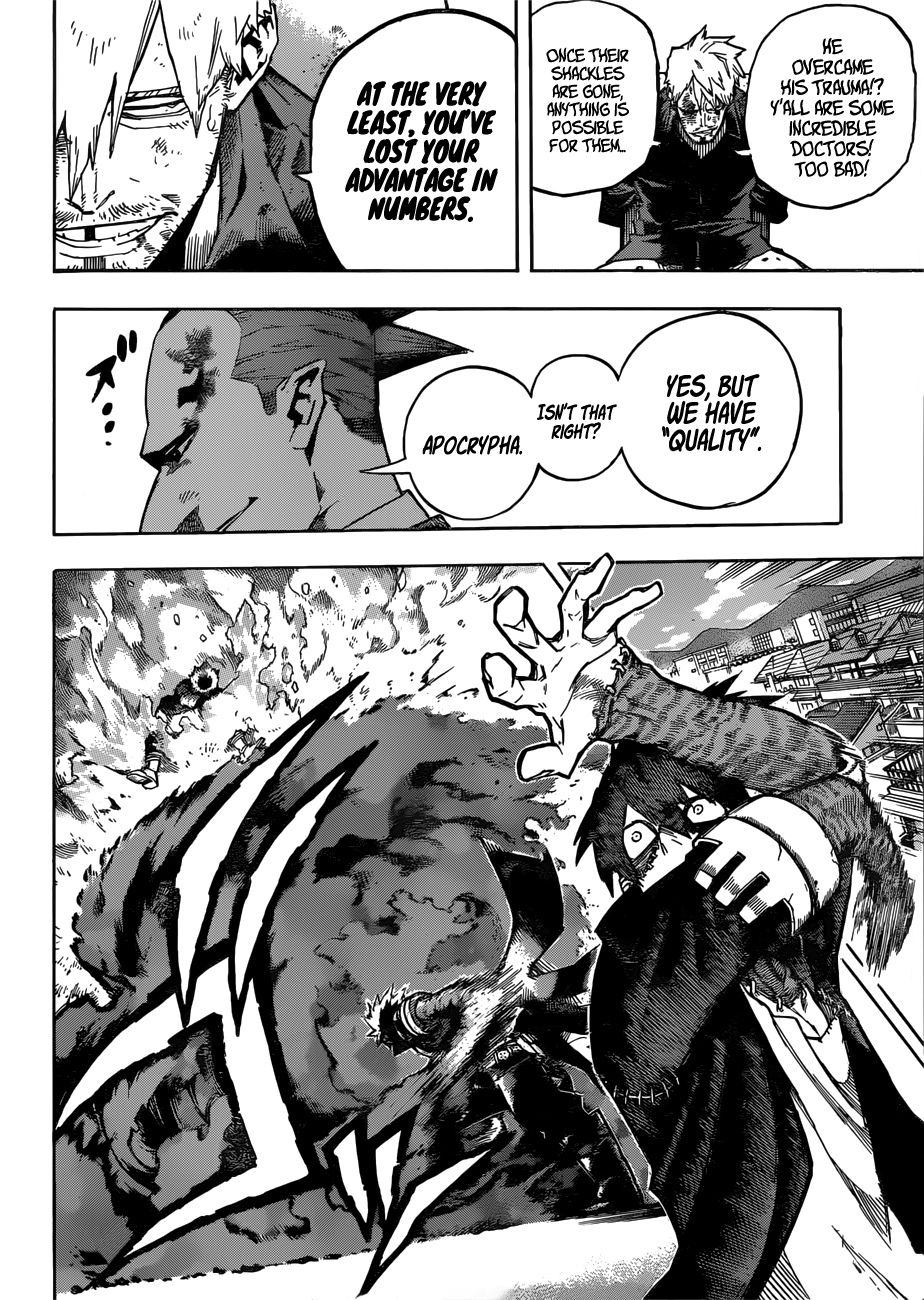 HE
OVERCAME
HIS TRAUMA!?
Y'ALL ARE SOME
INCREDIBLE
DOCTORS!
TOO BAD!
ONCE THEIR
SHACKLES
ARE GONE,
ANYTHING IS
POSSIBLE
FOR THEM...
AT THE VERY
LEAST, YOU'VE
LOST YOUR
ADVANTAGE IN
NUMBERS.
YES, BUT
WE HAVE
"QUALITY".
ISN'T THAT
RIGHT?
APOCRYPHA.
ズ...